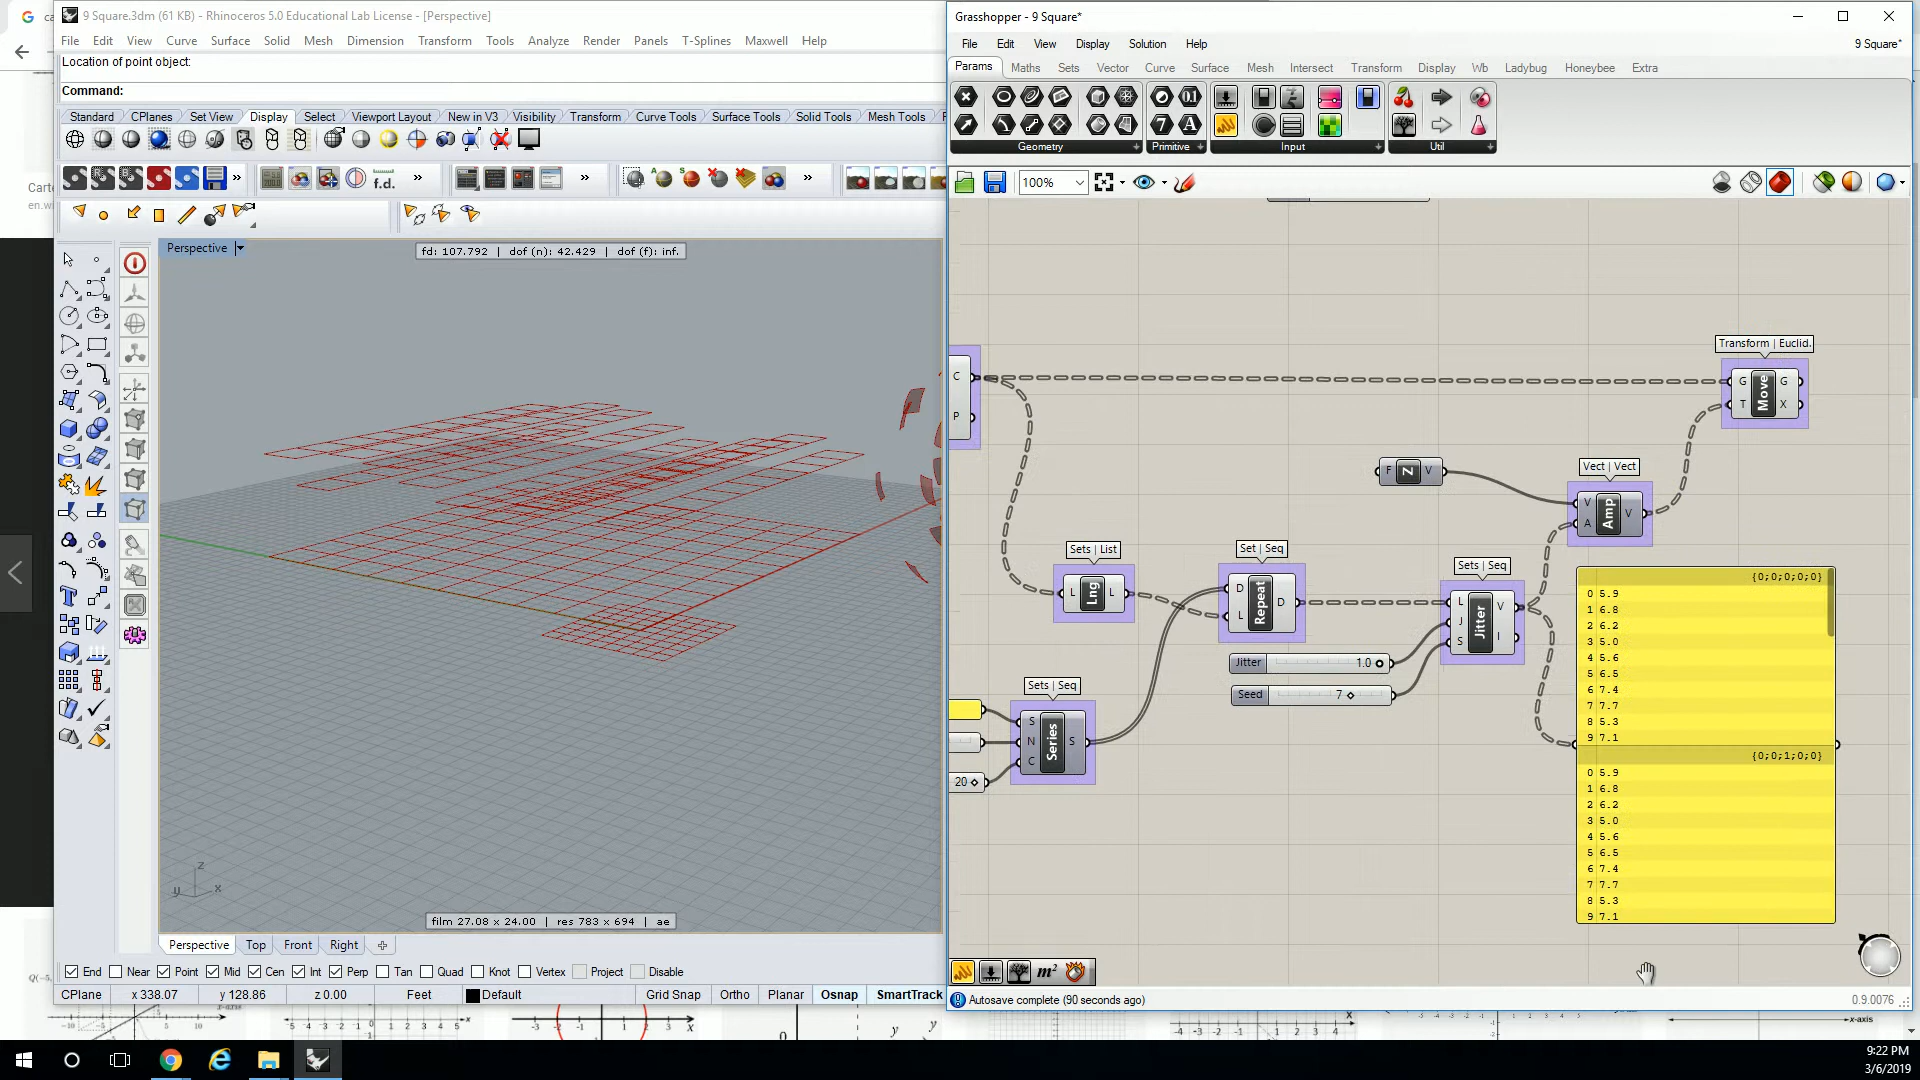 9 Square.3dm (61 KB) - Rhinoceros 5.0 Educational Lab License - [Perspective]
File Edit View Curve Surface Solid Mesh Dimension Transform Tools Analyze Render Panels T-Splines Maxwell Help
Location of point object:
Command:
Standard CPlanes Set View Display Select Viewport Layout New in V3 Visibility Transform Curve Tools Surface Tools Solid Tools Mesh Tools
f.d.
Perspective
fd: 107.792 | dof (n): 42.429 | dof (f): inf.
z
y x
film 27.08 x 24.00 | res 783 x 694 | ae
Perspective Top Front Right
End Near Point Mid Cen Int Perp Tan Quad Knot Vertex Project Disable
CPlane x 338.07 y 128.86 z 0.00 Feet Default Grid Snap Ortho Planar Osnap SmartTrack
Grasshopper - 9 Square*
File Edit View Display Solution Help
9 Square*
Params Maths Sets Vector Curve Surface Mesh Intersect Transform Display Wb Ladybug Honeybee Extra
Geometry Primitive Input Util
100%
Transform | Euclid.
G Move G
T X
C
P
F Z V
Vect | Vect
V Amp V
A
Sets | List
L Lng L
Set | Seq
D Repeat D
L
Sets | Seq
L Jitter V
J
S I
Jitter 1.0
Seed 7
Sets | Seq
S Series S
N
C
20
{0;0;0;0;0}
0 5.9
1 6.8
2 6.2
3 5.0
4 5.6
5 6.5
6 7.4
7 7.7
8 5.3
9 7.1
{0;0;1;0;0}
0 5.9
1 6.8
2 6.2
3 5.0
4 5.6
5 6.5
6 7.4
7 7.7
8 5.3
9 7.1
m²
Autosave complete (90 seconds ago)
0.9.0076
Carte
en.w
x-axis
9:22 PM
3/6/2019